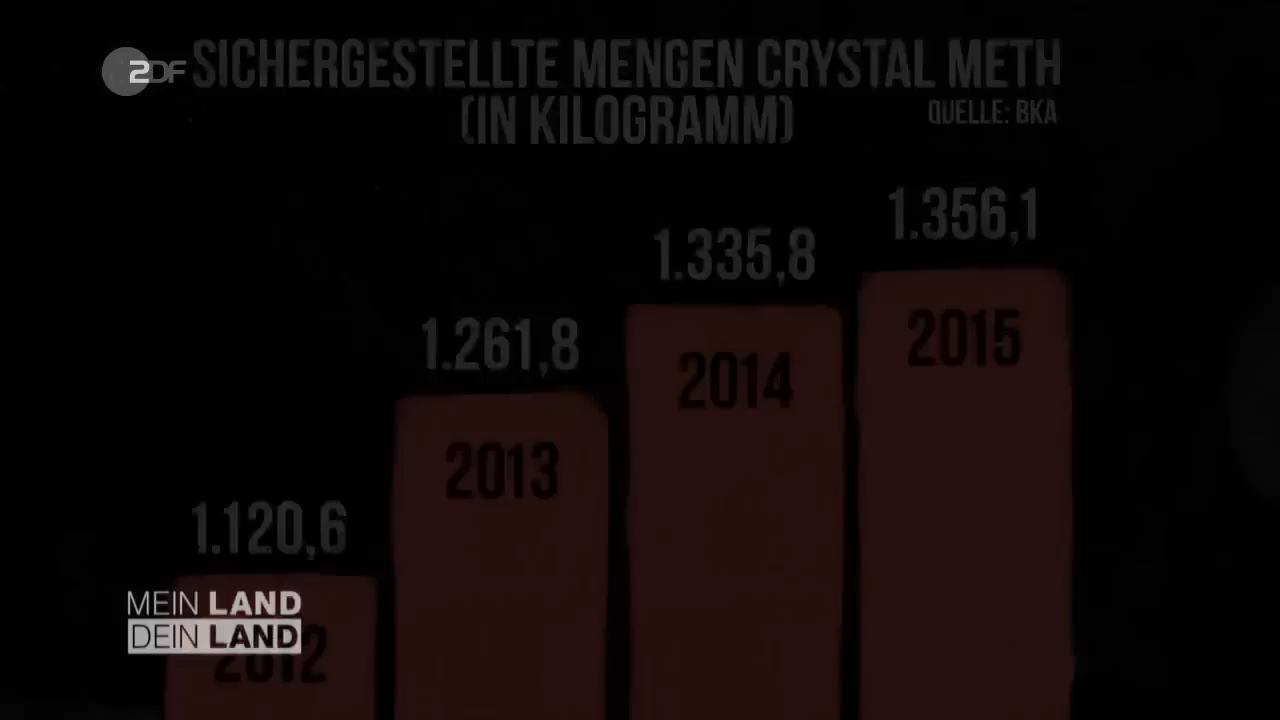 ZDF
SICHERGESTELLTE MENGEN CRYSTAL METH
(IN KILOGRAMM)
QUELLE: BKA
1.356,1
1.335,8
2015
1.261,8
2014
2013
1.120,6
MEIN LAND
DEIN LAND
2012